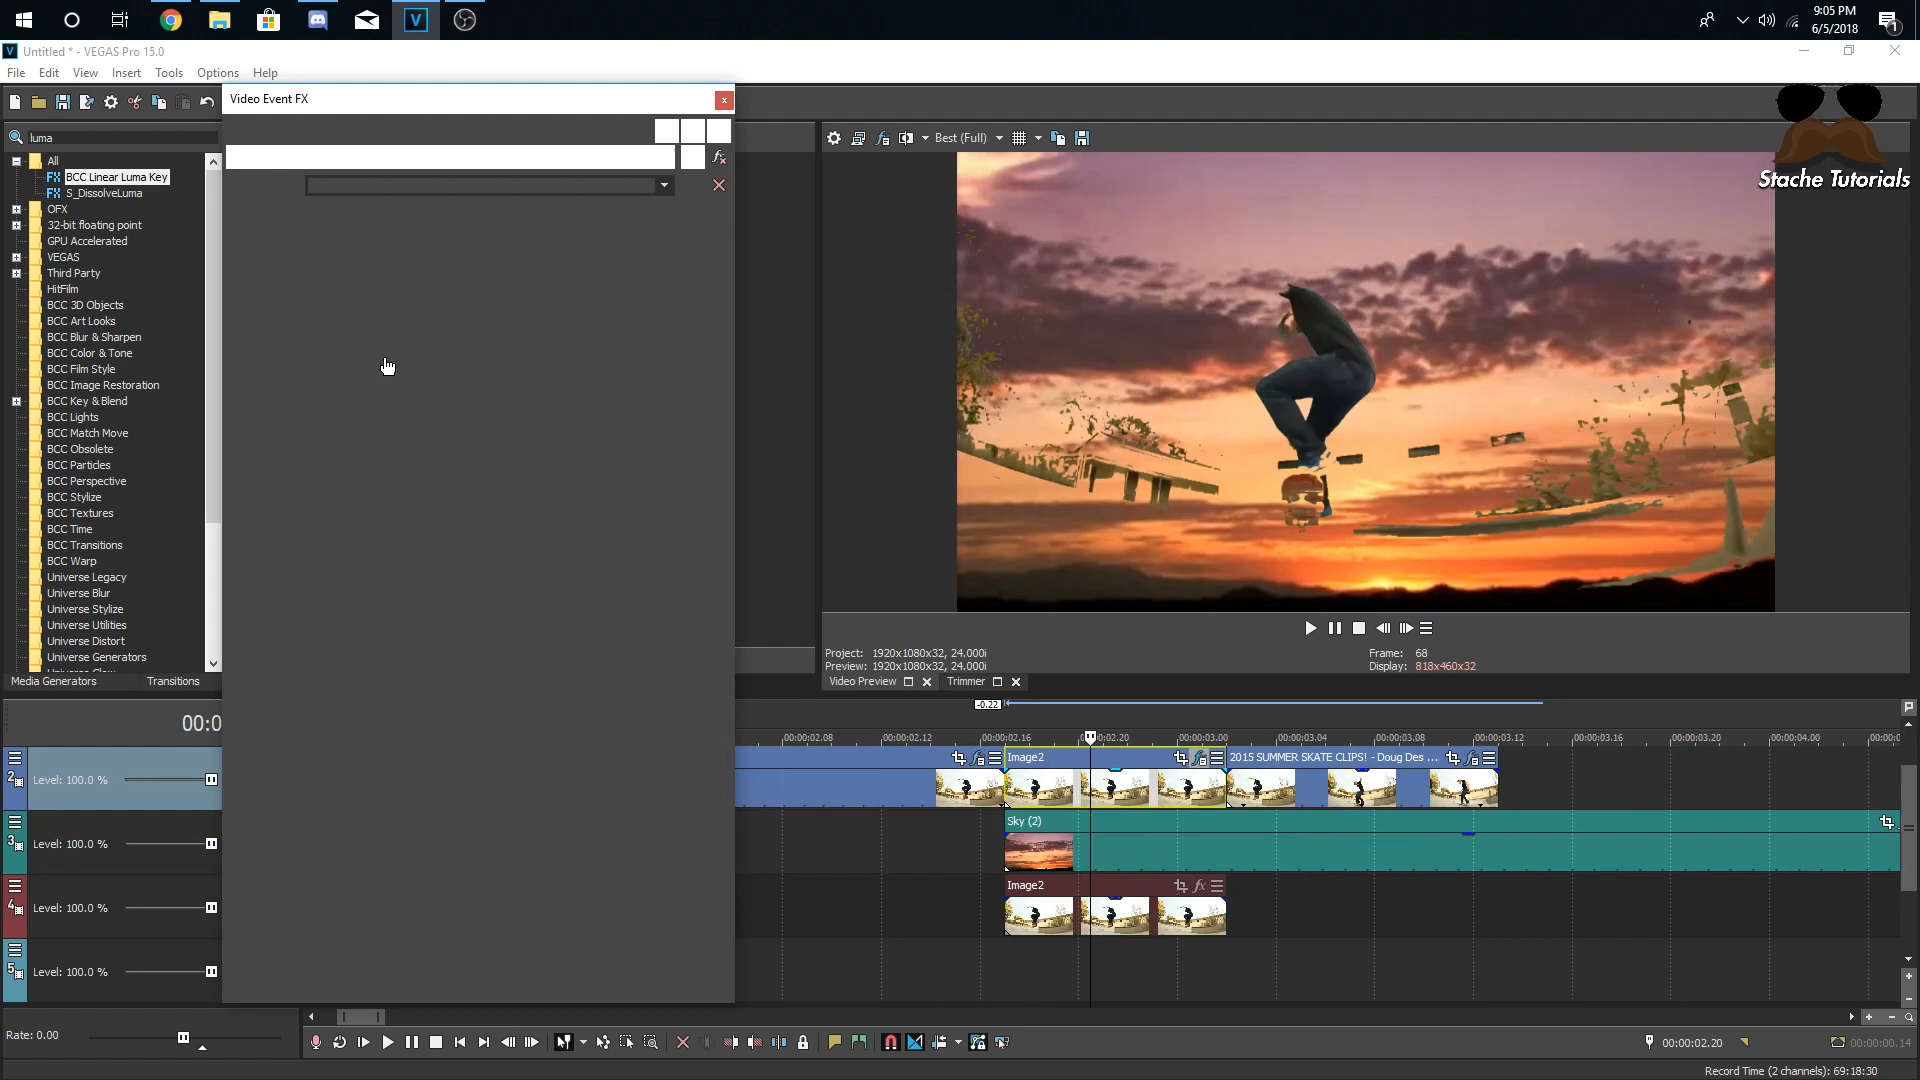 9:05 PM
6/5/2018
1
V Untitled * - VEGAS Pro 15.0
File Edit View Insert Tools Options Help
Video Event FX
luma
All
BCC Linear Luma Key
S_DissolveLuma
OFX
32-bit floating point
GPU Accelerated
VEGAS
Third Party
HitFilm
BCC 3D Objects
BCC Art Looks
BCC Blur & Sharpen
BCC Color & Tone
BCC Film Style
BCC Image Restoration
BCC Key & Blend
BCC Lights
BCC Match Move
BCC Obsolete
BCC Particles
BCC Perspective
BCC Stylize
BCC Textures
BCC Time
BCC Transitions
BCC Warp
Universe Legacy
Universe Blur
Universe Stylize
Universe Utilities
Universe Distort
Universe Generators
Media Generators Transitions
Best (Full)
Stache Tutorials
Project: 1920x1080x32, 24.000i
Preview: 1920x1080x32, 24.000i
Frame: 68
Display: 818x460x32
Video Preview Trimmer
-0.22
00:0
00:00:02.08 00:00:02.12 00:00:02.16 00:00:03.00 00:00:03.04 00:00:03.08 00:00:03.12 00:00:03.16 00:00:03.20 00:00:04.00
2 Level: 100.0 %
Image2
2015 SUMMER SKATE CLIPS! - Doug Des ...
3 Level: 100.0 %
Sky (2)
4 Level: 100.0 %
Image2
5 Level: 100.0 %
Rate: 0.00
00:00:02.20
00:00:00.14
Record Time (2 channels): 69:18:30